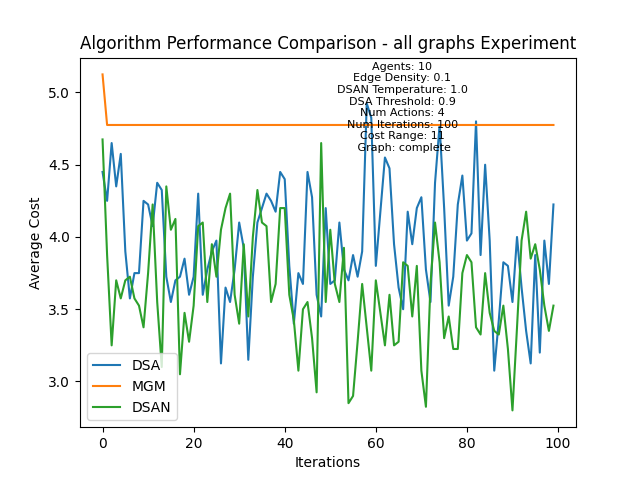 Algorithm Performance Comparison - all graphs Experiment
Agents: 10
Edge Density: 0.1
DSAN Temperature: 1.0
DSA Threshold: 0.9
Num Actions: 4
Num Iterations: 100
Cost Range: 11
Graph: complete
Average Cost
5.0
4.5
4.0
3.5
3.0
DSA
MGM
DSAN
0 20 40 60 80 100
Iterations